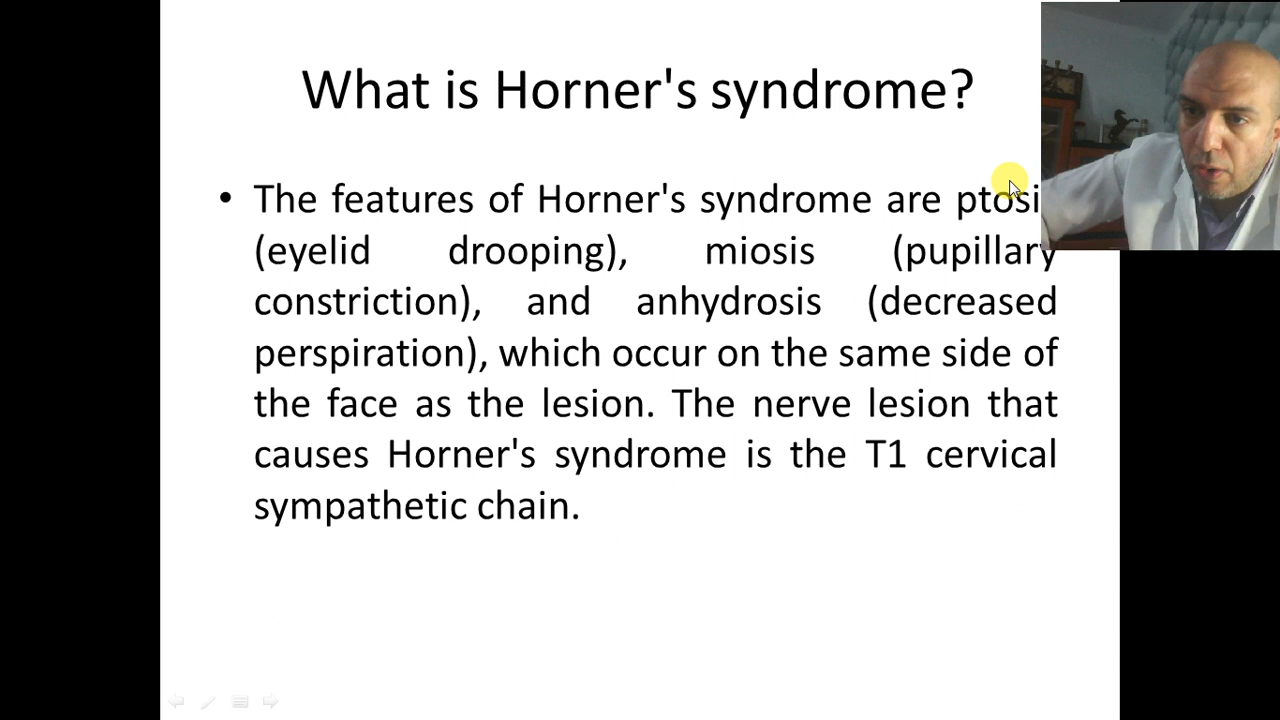 What is Horner's syndrome?
• The features of Horner's syndrome are ptosi
(eyelid drooping), miosis (pupillary
constriction), and anhydrosis (decreased
perspiration), which occur on the same side of
the face as the lesion. The nerve lesion that
causes Horner's syndrome is the T1 cervical
sympathetic chain.